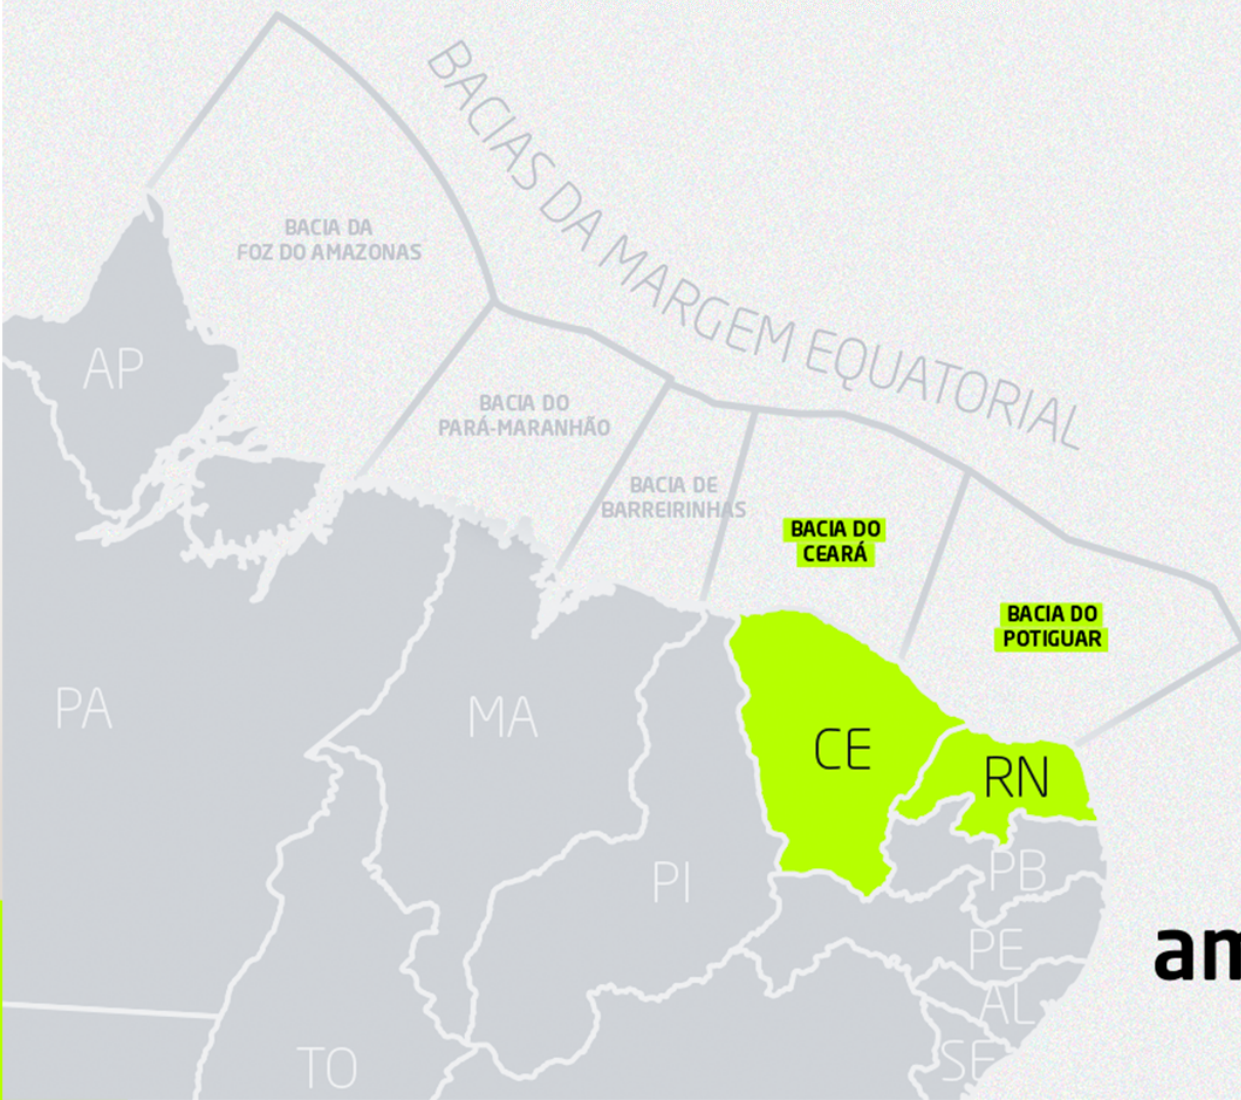 BACIAS DA MARGEM EQUATORIAL
BACIA DA
FOZ DO AMAZONAS
AP
BACIA DO
PARÁ-MARANHÃO
BACIA DE
BARREIRINHAS
BACIA DO
CEARÁ
BACIA DO
POTIGUAR
PA
MA
CE
RN
PI
PB
PE
am
AL
SE
TO